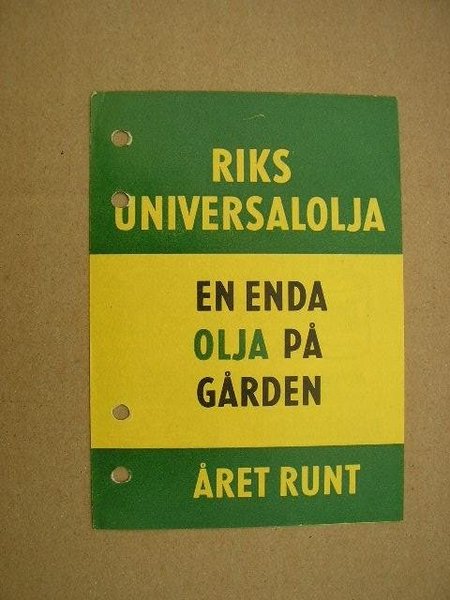 RIKS
UNIVERSALOLJA
EN ENDA
OLJA PÅ
GÅRDEN
ÅRET RUNT